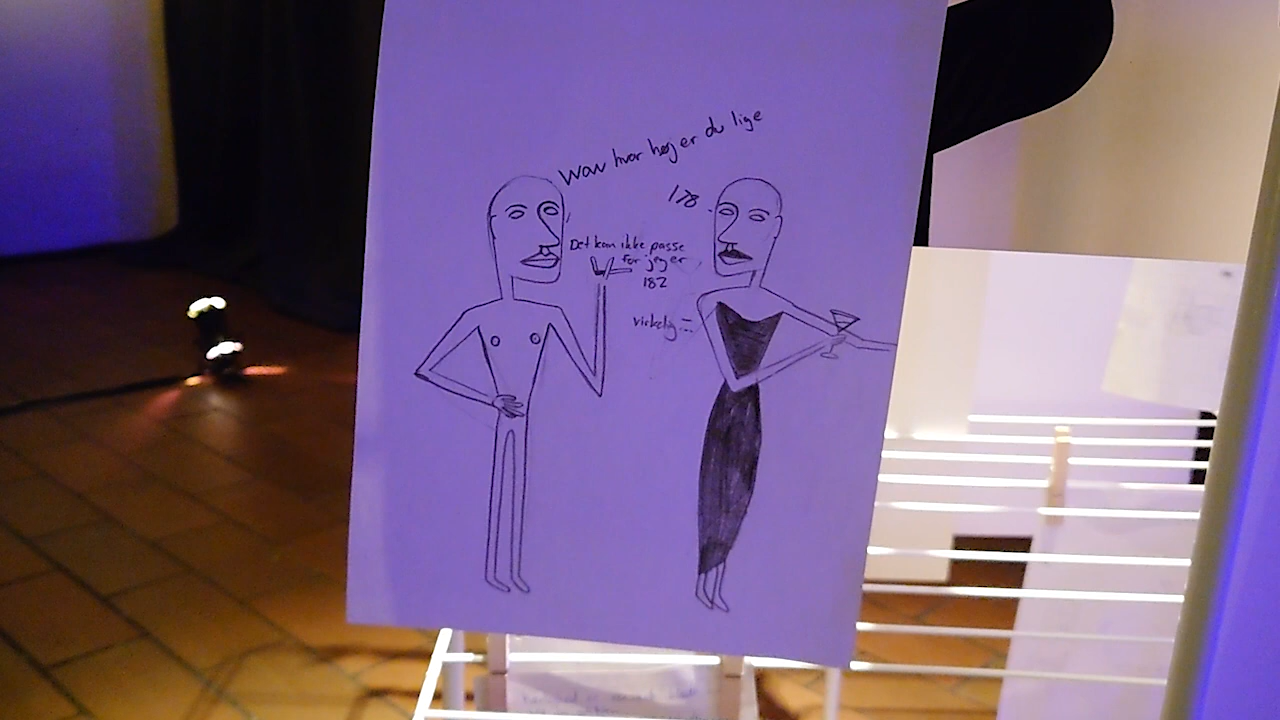 Wow hvor høj er du lige
178
Det kan ikke passe
for jeg er
182
virkelig